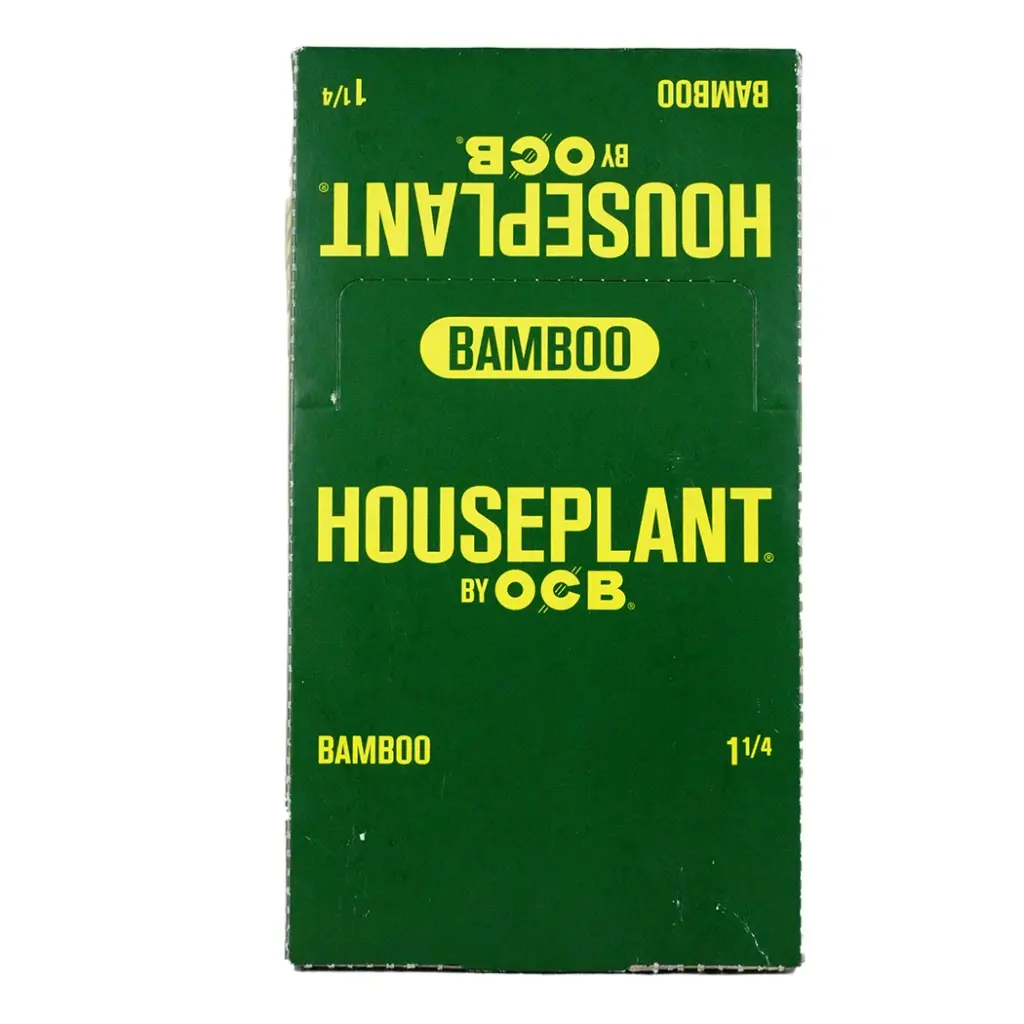 1 1/4 BAMBOO
BY OCB®
HOUSEPLANT®
BAMBOO
HOUSEPLANT®
BY OCB®
BAMBOO 1 1/4